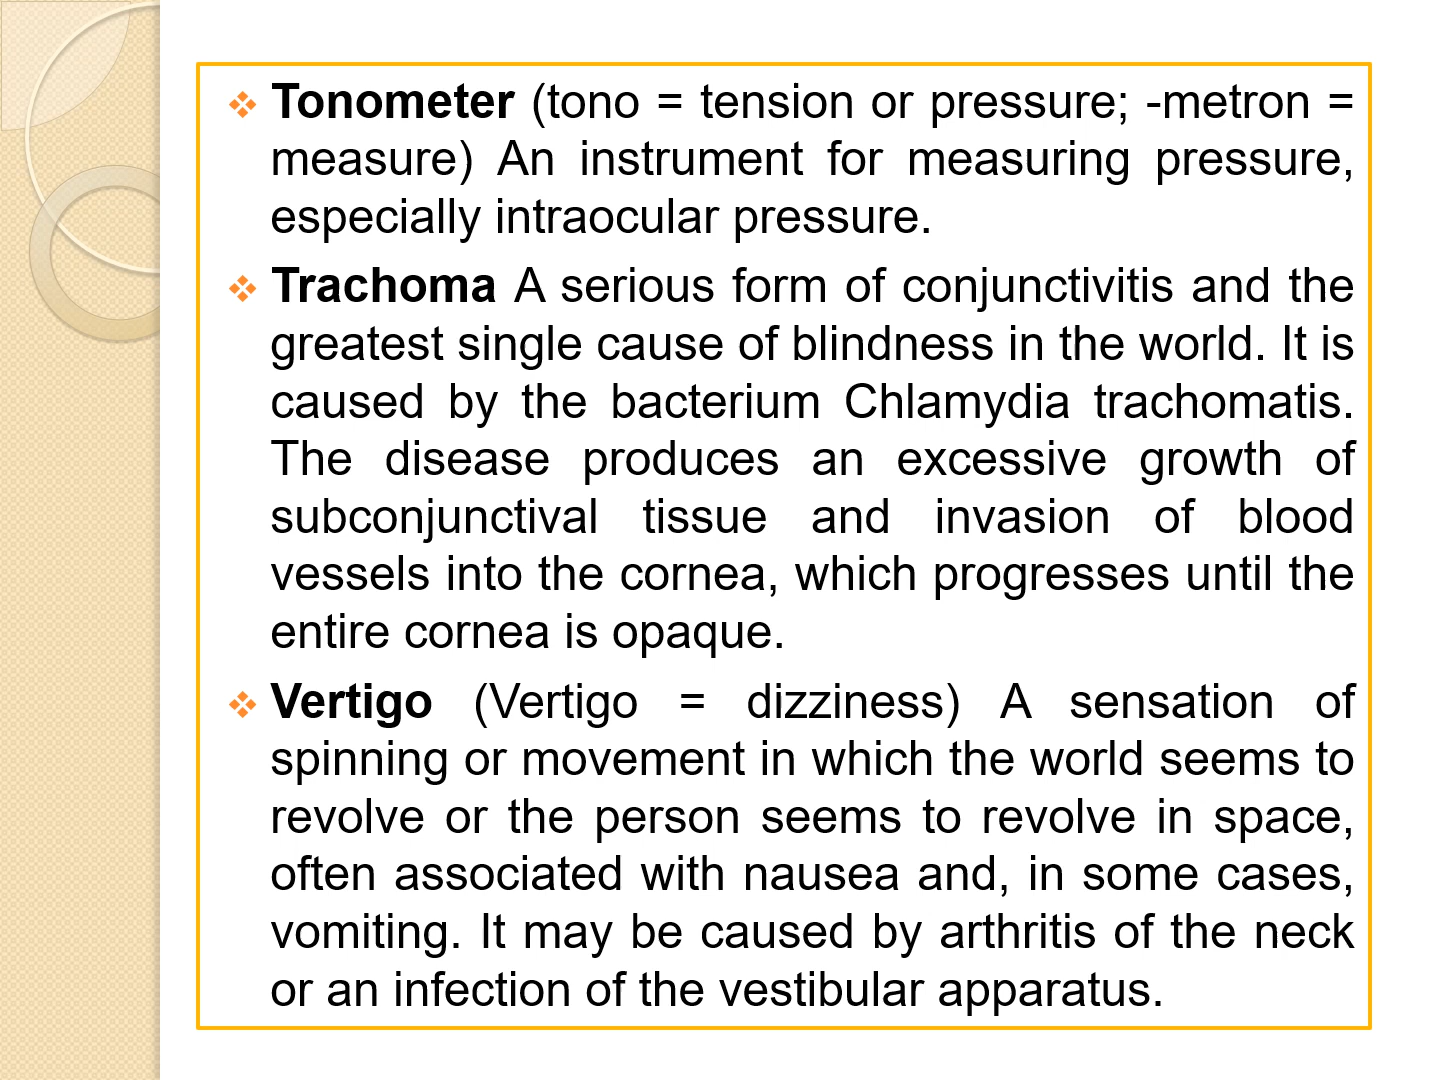 ❖ Tonometer (tono = tension or pressure; -metron =
measure) An instrument for measuring pressure,
especially intraocular pressure.
❖ Trachoma A serious form of conjunctivitis and the
greatest single cause of blindness in the world. It is
caused by the bacterium Chlamydia trachomatis.
The disease produces an excessive growth of
subconjunctival tissue and invasion of blood
vessels into the cornea, which progresses until the
entire cornea is opaque.
❖ Vertigo (Vertigo = dizziness) A sensation of
spinning or movement in which the world seems to
revolve or the person seems to revolve in space,
often associated with nausea and, in some cases,
vomiting. It may be caused by arthritis of the neck
or an infection of the vestibular apparatus.